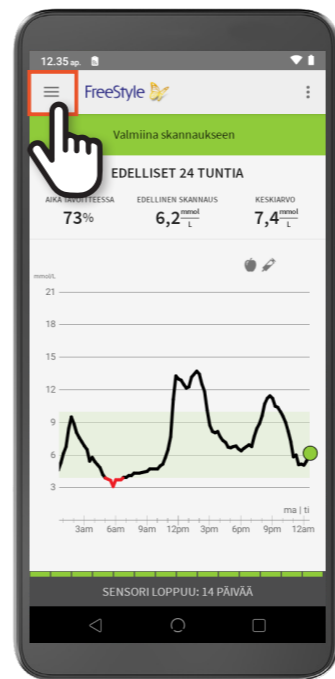 12.35 ap.
FreeStyle
Valmiina skannaukseen
EDELLISET 24 TUNTIA
AIKA TAVOITTEESSA EDELLINEN SKANNAUS KESKIARVO
73% 6,2 mmol/L 7,4 mmol/L
mmol/L
21
18
15
12
9
6
3
ma | ti
3am 6am 9am 12pm 3pm 6pm 9pm 12am
SENSORI LOPPUU: 14 PÄIVÄÄ